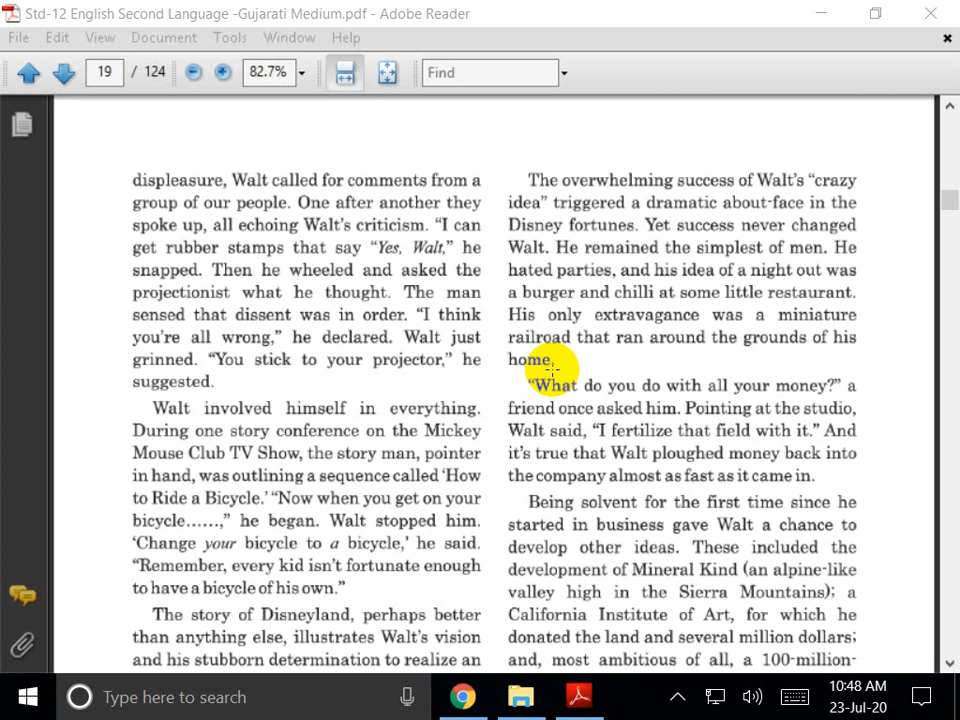 Std-12 English Second Language -Gujarati Medium.pdf - Adobe Reader
File Edit View Document Tools Window Help
19 / 124 82.7% Find
displeasure, Walt called for comments from a
group of our people. One after another they
spoke up, all echoing Walt's criticism. "I can
get rubber stamps that say "Yes, Walt," he
snapped. Then he wheeled and asked the
projectionist what he thought. The man
sensed that dissent was in order. "I think
you're all wrong," he declared. Walt just
grinned. "You stick to your projector," he
suggested.
Walt involved himself in everything.
During one story conference on the Mickey
Mouse Club TV Show, the story man, pointer
in hand, was outlining a sequence called 'How
to Ride a Bicycle.' "Now when you get on your
bicycle……," he began. Walt stopped him.
'Change your bicycle to a bicycle,' he said.
"Remember, every kid isn't fortunate enough
to have a bicycle of his own."
The story of Disneyland, perhaps better
than anything else, illustrates Walt's vision
and his stubborn determination to realize an
The overwhelming success of Walt's "crazy
idea" triggered a dramatic about-face in the
Disney fortunes. Yet success never changed
Walt. He remained the simplest of men. He
hated parties, and his idea of a night out was
a burger and chilli at some little restaurant.
His only extravagance was a miniature
railroad that ran around the grounds of his
home.
"What do you do with all your money?" a
friend once asked him. Pointing at the studio,
Walt said, "I fertilize that field with it." And
it's true that Walt ploughed money back into
the company almost as fast as it came in.
Being solvent for the first time since he
started in business gave Walt a chance to
develop other ideas. These included the
development of Mineral Kind (an alpine-like
valley high in the Sierra Mountains); a
California Institute of Art, for which he
donated the land and several million dollars;
and, most ambitious of all, a 100-million-
Type here to search
10:48 AM
23-Jul-20